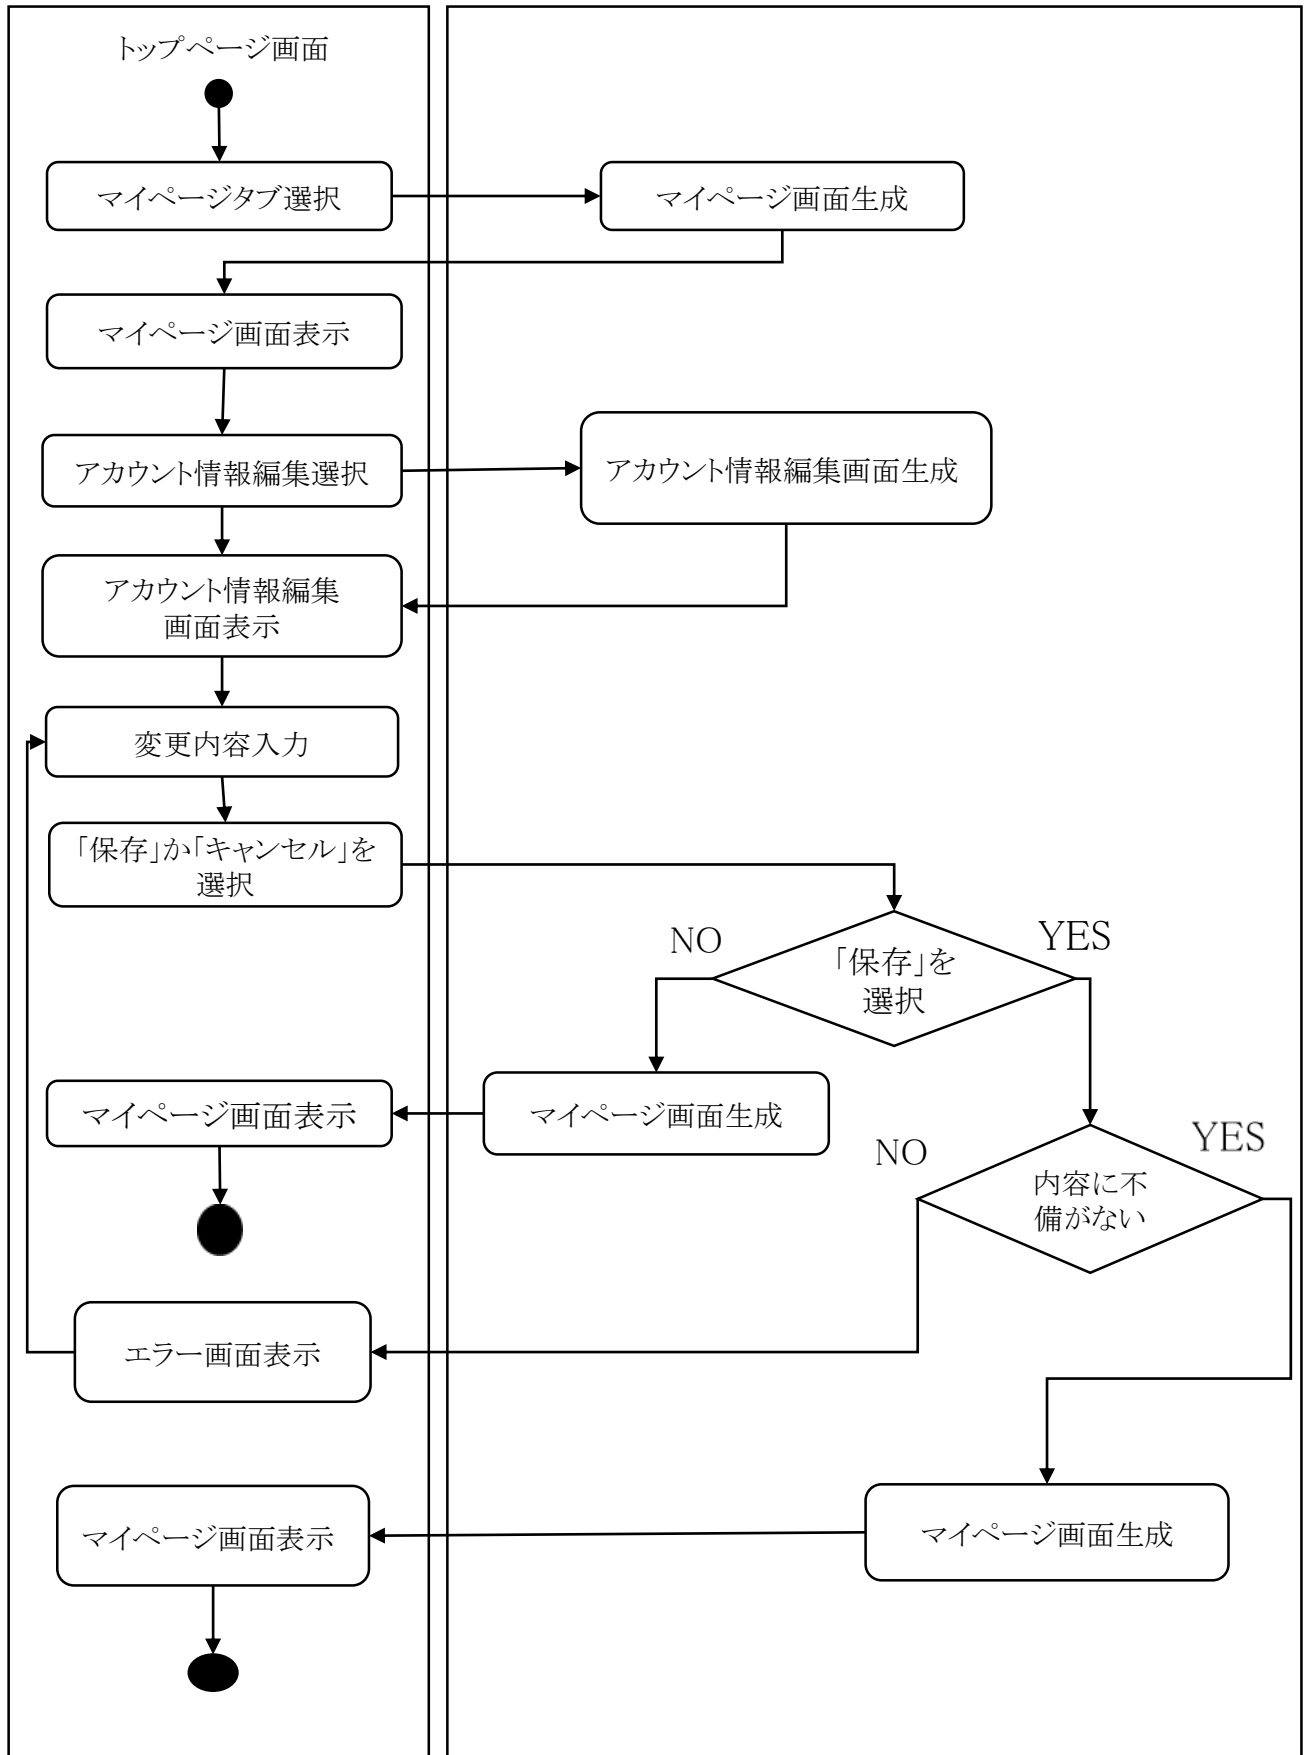 トップページ画面
マイページタブ選択
マイページ画面生成
マイページ画面表示
アカウント情報編集選択
アカウント情報編集画面生成
アカウント情報編集
画面表示
変更内容入力
「保存」か「キャンセル」を
選択
NO
YES
「保存」を
選択
マイページ画面表示
マイページ画面生成
NO
YES
内容に不
備がない
エラー画面表示
マイページ画面表示
マイページ画面生成